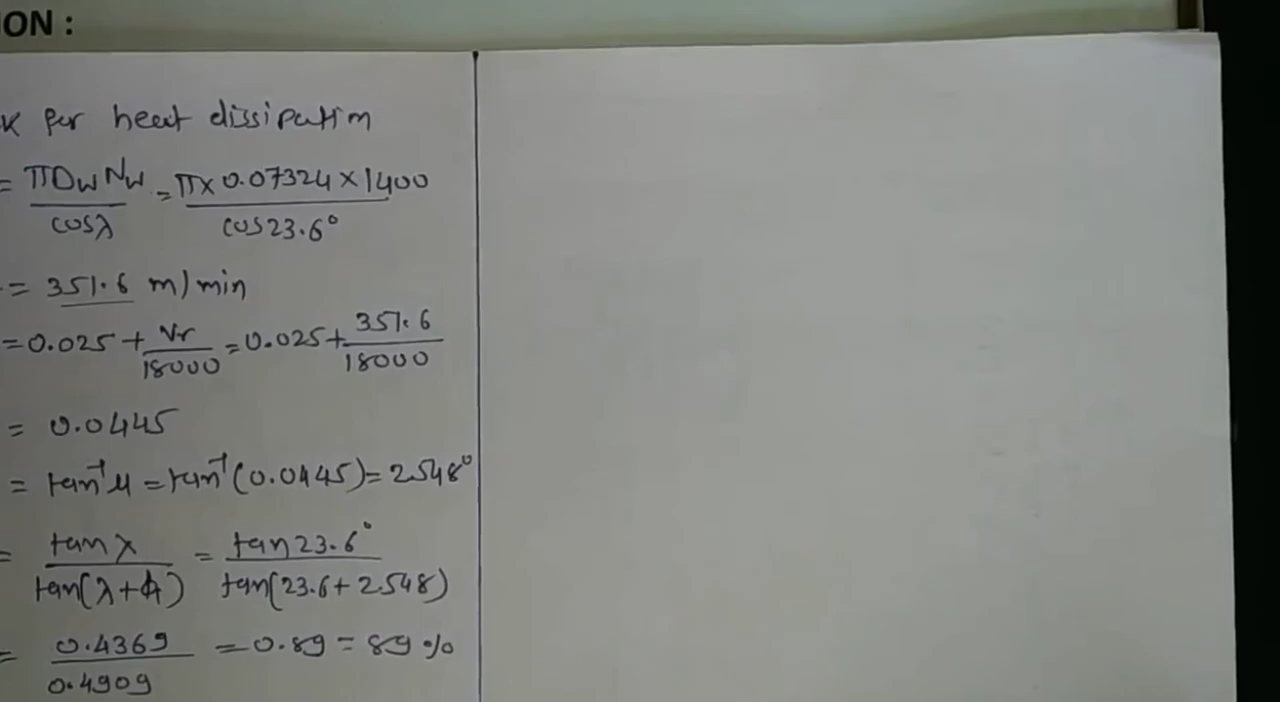 ON :
K for heat dissipation
= πDwNw / cosλ = π x 0.07324 x 1400 / cos23.6°
= 351.6 m/min
= 0.025 + Vr / 18000 = 0.025 + 351.6 / 18000
= 0.0445
= tan⁻¹μ = tan⁻¹(0.0445) = 2.548°
= tanλ / tan(λ+ϕ) = tan23.6° / tan(23.6+2.548)
= 0.4369 / 0.4909 = 0.89 = 89 %